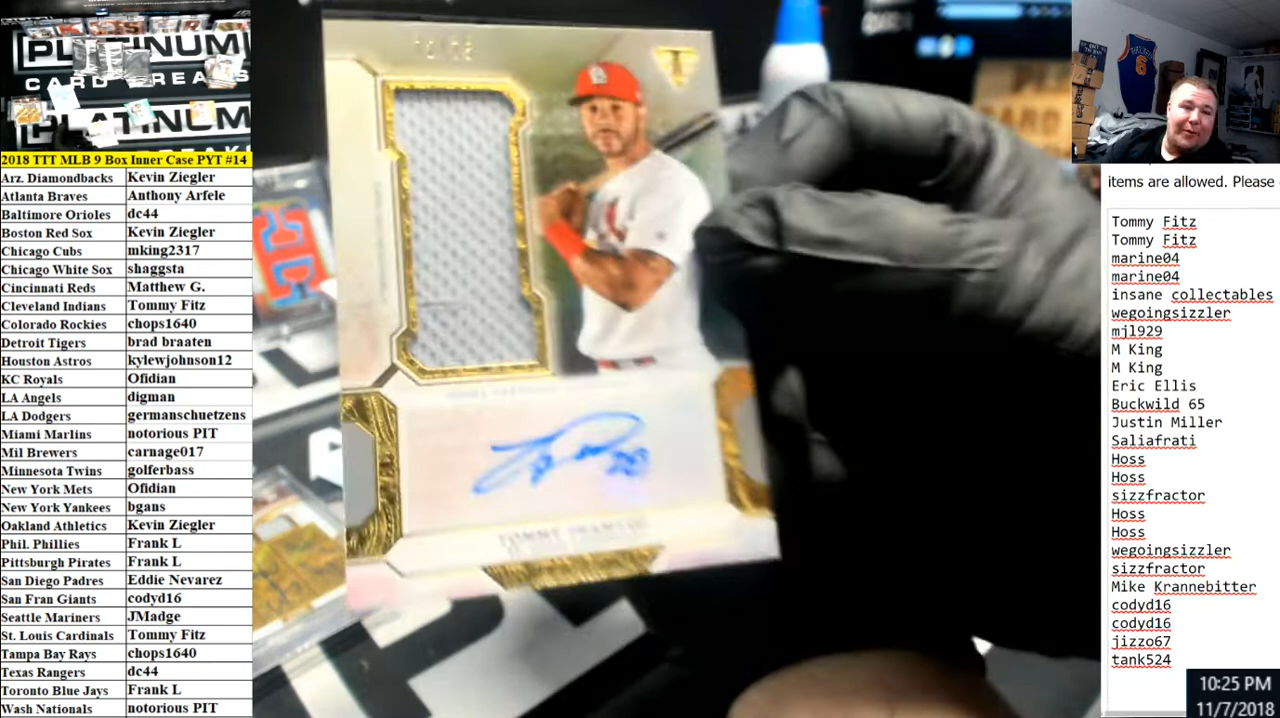 PLATINUM
CARD BREAKS
PLATINUM
2018 TTT MLB 9 Box Inner Case PYT #14
Arz. Diamondbacks Kevin Ziegler
Atlanta Braves Anthony Arfele
Baltimore Orioles dc44
Boston Red Sox Kevin Ziegler
Chicago Cubs mking2317
Chicago White Sox shaggsta
Cincinnati Reds Matthew G.
Cleveland Indians Tommy Fitz
Colorado Rockies chops1640
Detroit Tigers brad braaten
Houston Astros kylewjohnson12
KC Royals Ofidian
LA Angels digman
LA Dodgers germanschuetzens
Miami Marlins notorious PIT
Mil Brewers carnage017
Minnesota Twins golferbass
New York Mets Ofidian
New York Yankees bgans
Oakland Athletics Kevin Ziegler
Phil. Phillies Frank L
Pittsburgh Pirates Frank L
San Diego Padres Eddie Nevarez
San Fran Giants codyd16
Seattle Mariners JMadge
St. Louis Cardinals Tommy Fitz
Tampa Bay Rays chops1640
Texas Rangers dc44
Toronto Blue Jays Frank L
Wash Nationals notorious PIT
6
items are allowed. Please
Tommy Fitz
Tommy Fitz
marine04
marine04
insane collectables
wegoingsizzler
mjl929
M King
M King
Eric Ellis
Buckwild 65
Justin Miller
Saliafrati
Hoss
Hoss
sizzfractor
Hoss
Hoss
wegoingsizzler
sizzfractor
Mike Krannebitter
codyd16
codyd16
jizzo67
tank524
10:25 PM
11/7/2018